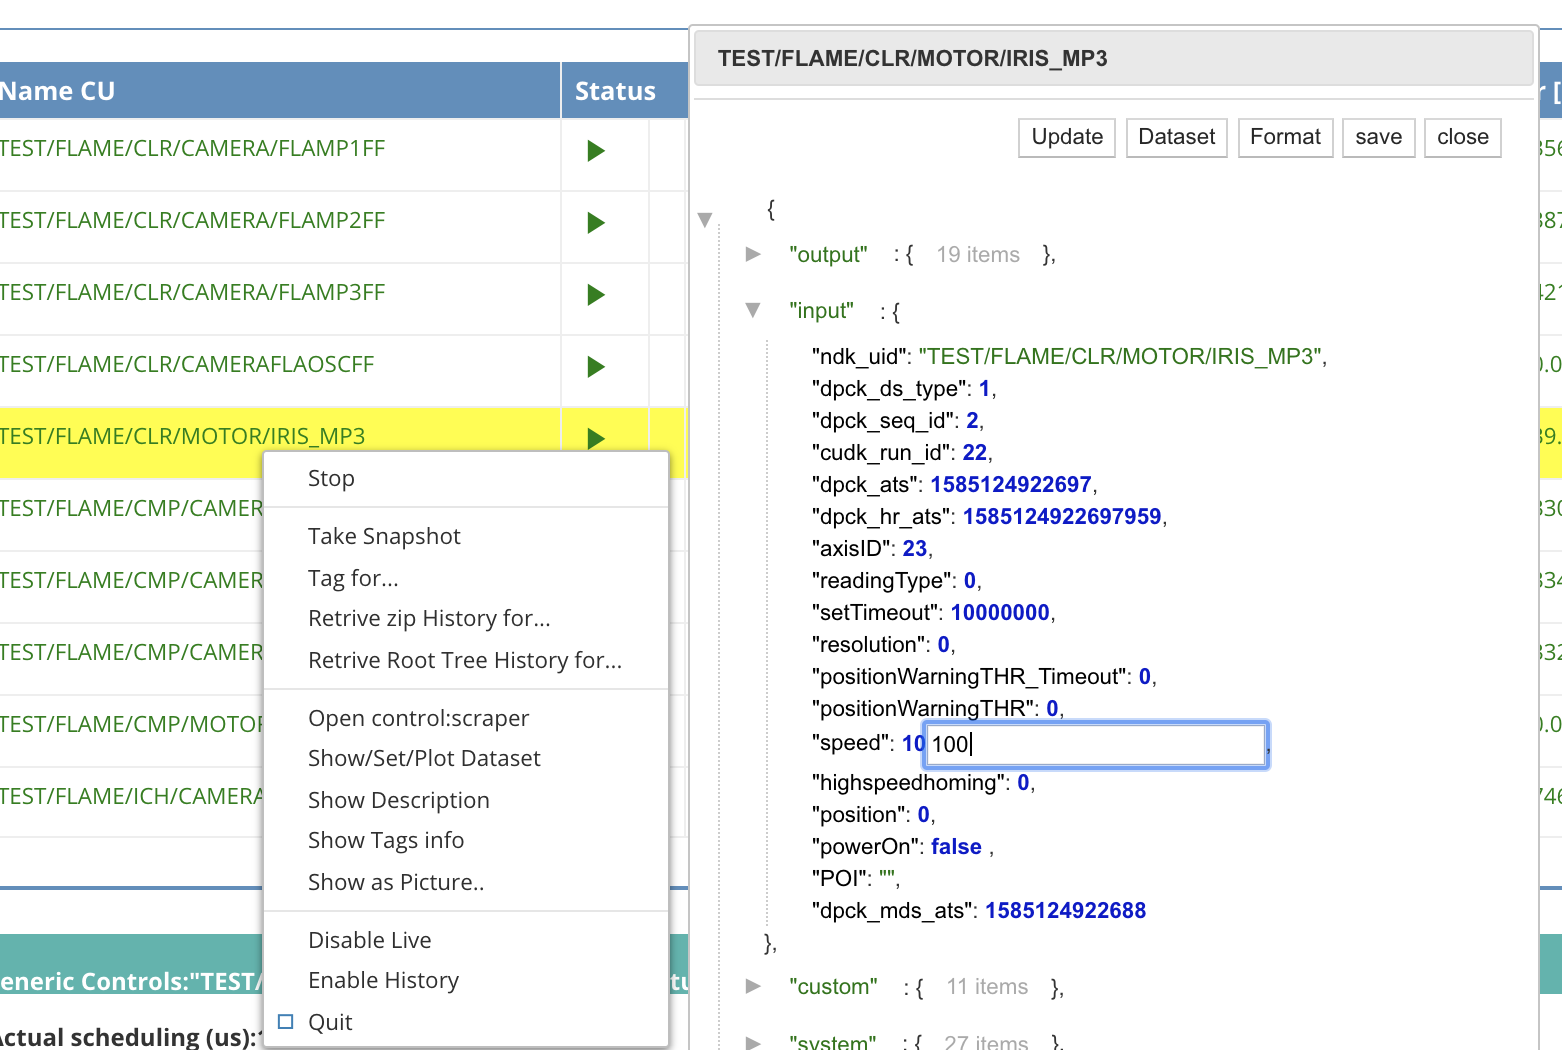 Name CU Status
TEST/FLAME/CLR/CAMERA/FLAMP1FF
TEST/FLAME/CLR/CAMERA/FLAMP2FF
TEST/FLAME/CLR/CAMERA/FLAMP3FF
TEST/FLAME/CLR/CAMERAFLAOSCFF
TEST/FLAME/CLR/MOTOR/IRIS_MP3
TEST/FLAME/CMP/CAMER
TEST/FLAME/CMP/CAMER
TEST/FLAME/CMP/CAMER
TEST/FLAME/CMP/MOTOR
TEST/FLAME/ICH/CAMERA
eneric Controls:"TEST/
Actual scheduling (us):
Stop
Take Snapshot
Tag for...
Retrive zip History for...
Retrive Root Tree History for...
Open control:scraper
Show/Set/Plot Dataset
Show Description
Show Tags info
Show as Picture..
Disable Live
Enable History
Quit
TEST/FLAME/CLR/MOTOR/IRIS_MP3
Update Dataset Format save close
{
"output" : { 19 items },
"input" : {
"ndk_uid": "TEST/FLAME/CLR/MOTOR/IRIS_MP3",
"dpck_ds_type": 1,
"dpck_seq_id": 2,
"cudk_run_id": 22,
"dpck_ats": 1585124922697,
"dpck_hr_ats": 1585124922697959,
"axisID": 23,
"readingType": 0,
"setTimeout": 10000000,
"resolution": 0,
"positionWarningTHR_Timeout": 0,
"positionWarningTHR": 0,
"speed": 10 100 ,
"highspeedhoming": 0,
"position": 0,
"powerOn": false ,
"POI": "",
"dpck_mds_ats": 1585124922688
},
"custom" : { 11 items },
"system" : { 27 items },